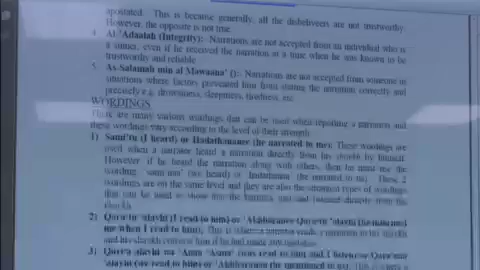 apostated. This is because generally, all the disbelievers are not trustworthy.
However, the opposite is not true.
4. Al 'Adaalah (Integrity): Narrations are not accepted from an individual who is
a sinner, even if he received the narration at a time when he was known to be
trustworthy and reliable.
5. As-Salamah min al Mawaana' (): Narrations are not accepted from someone in
situations where factors prevented him from stating the narration correctly and
precisely e.g. drowsiness, sleepiness, tiredness, etc.
WORDINGS
There are many various wordings that can be used when reporting a narration and
these wordings vary according to the level of their strength.
1) Sami'tu (I heard) or Hadathanaa (he narrated to me): These wordings are
used when a narrator heard a narration directly from his shaykh by himself.
However if he heard the narration along with others, then he must use the
wording sami'naa (we heard) or (he narrated to us). These 2
wordings are on the same level and they are also the strongest types of wordings
that can be used to show that the narrator
shaykh.
2) Qara'tu 'alayhi (I read to him) or
me when I read to him). This is when a narrator reads a narration to his shaykh
and his shaykh corrects him if he had made any mistakes.
3) Qura'a alayhi wa
'alayhi (we read to him) or